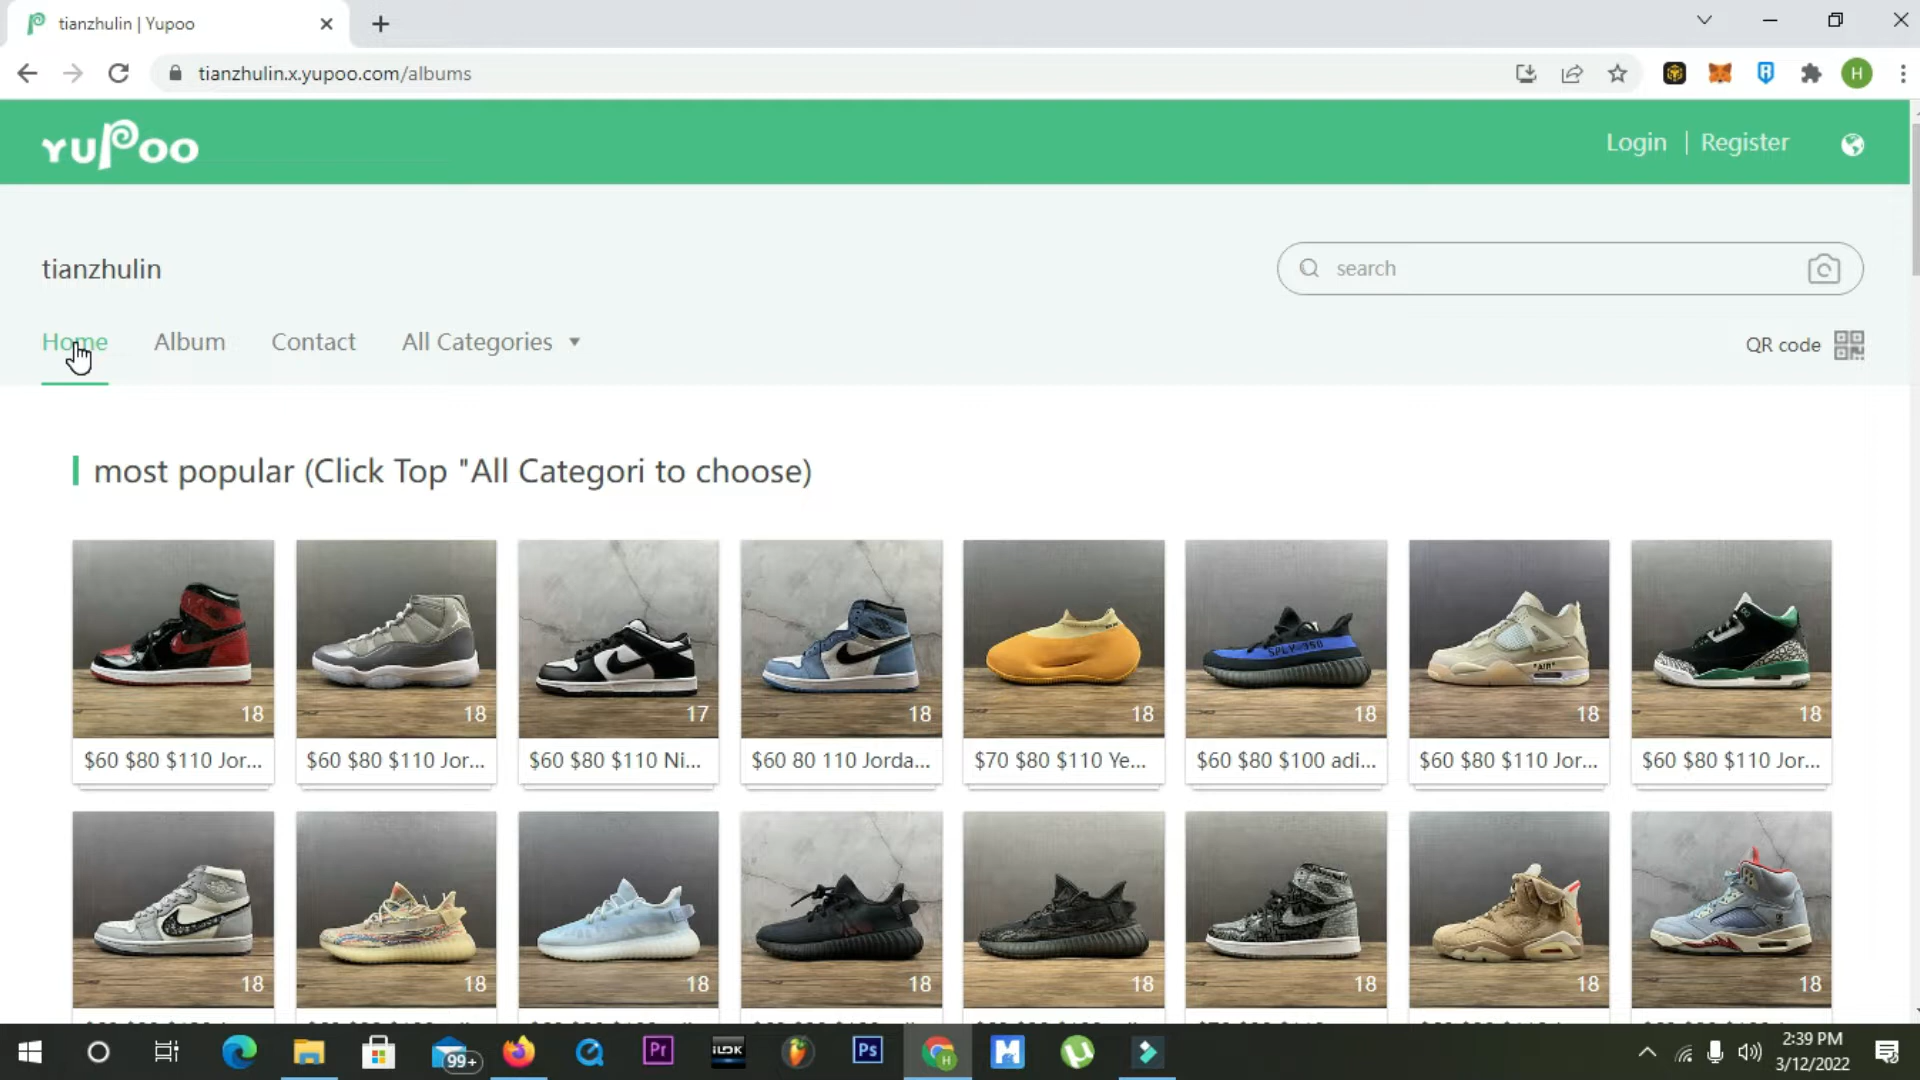 tianzhulin | Yupoo
tianzhulin.x.yupoo.com/albums
H
YUPOO
Login | Register
tianzhulin
search
Home Album Contact All Categories
QR code
most popular (Click Top "All Categori to choose)
18 18 17 18 18 18 18 18
$60 $80 $110 Jor... $60 $80 $110 Jor... $60 $80 $110 Ni... $60 80 110 Jorda... $70 $80 $110 Ye... $60 $80 $100 adi... $60 $80 $110 Jor... $60 $80 $110 Jor...
18 18 18 18 18 18 18 18
99+ Pr Ps H
2:39 PM
3/12/2022